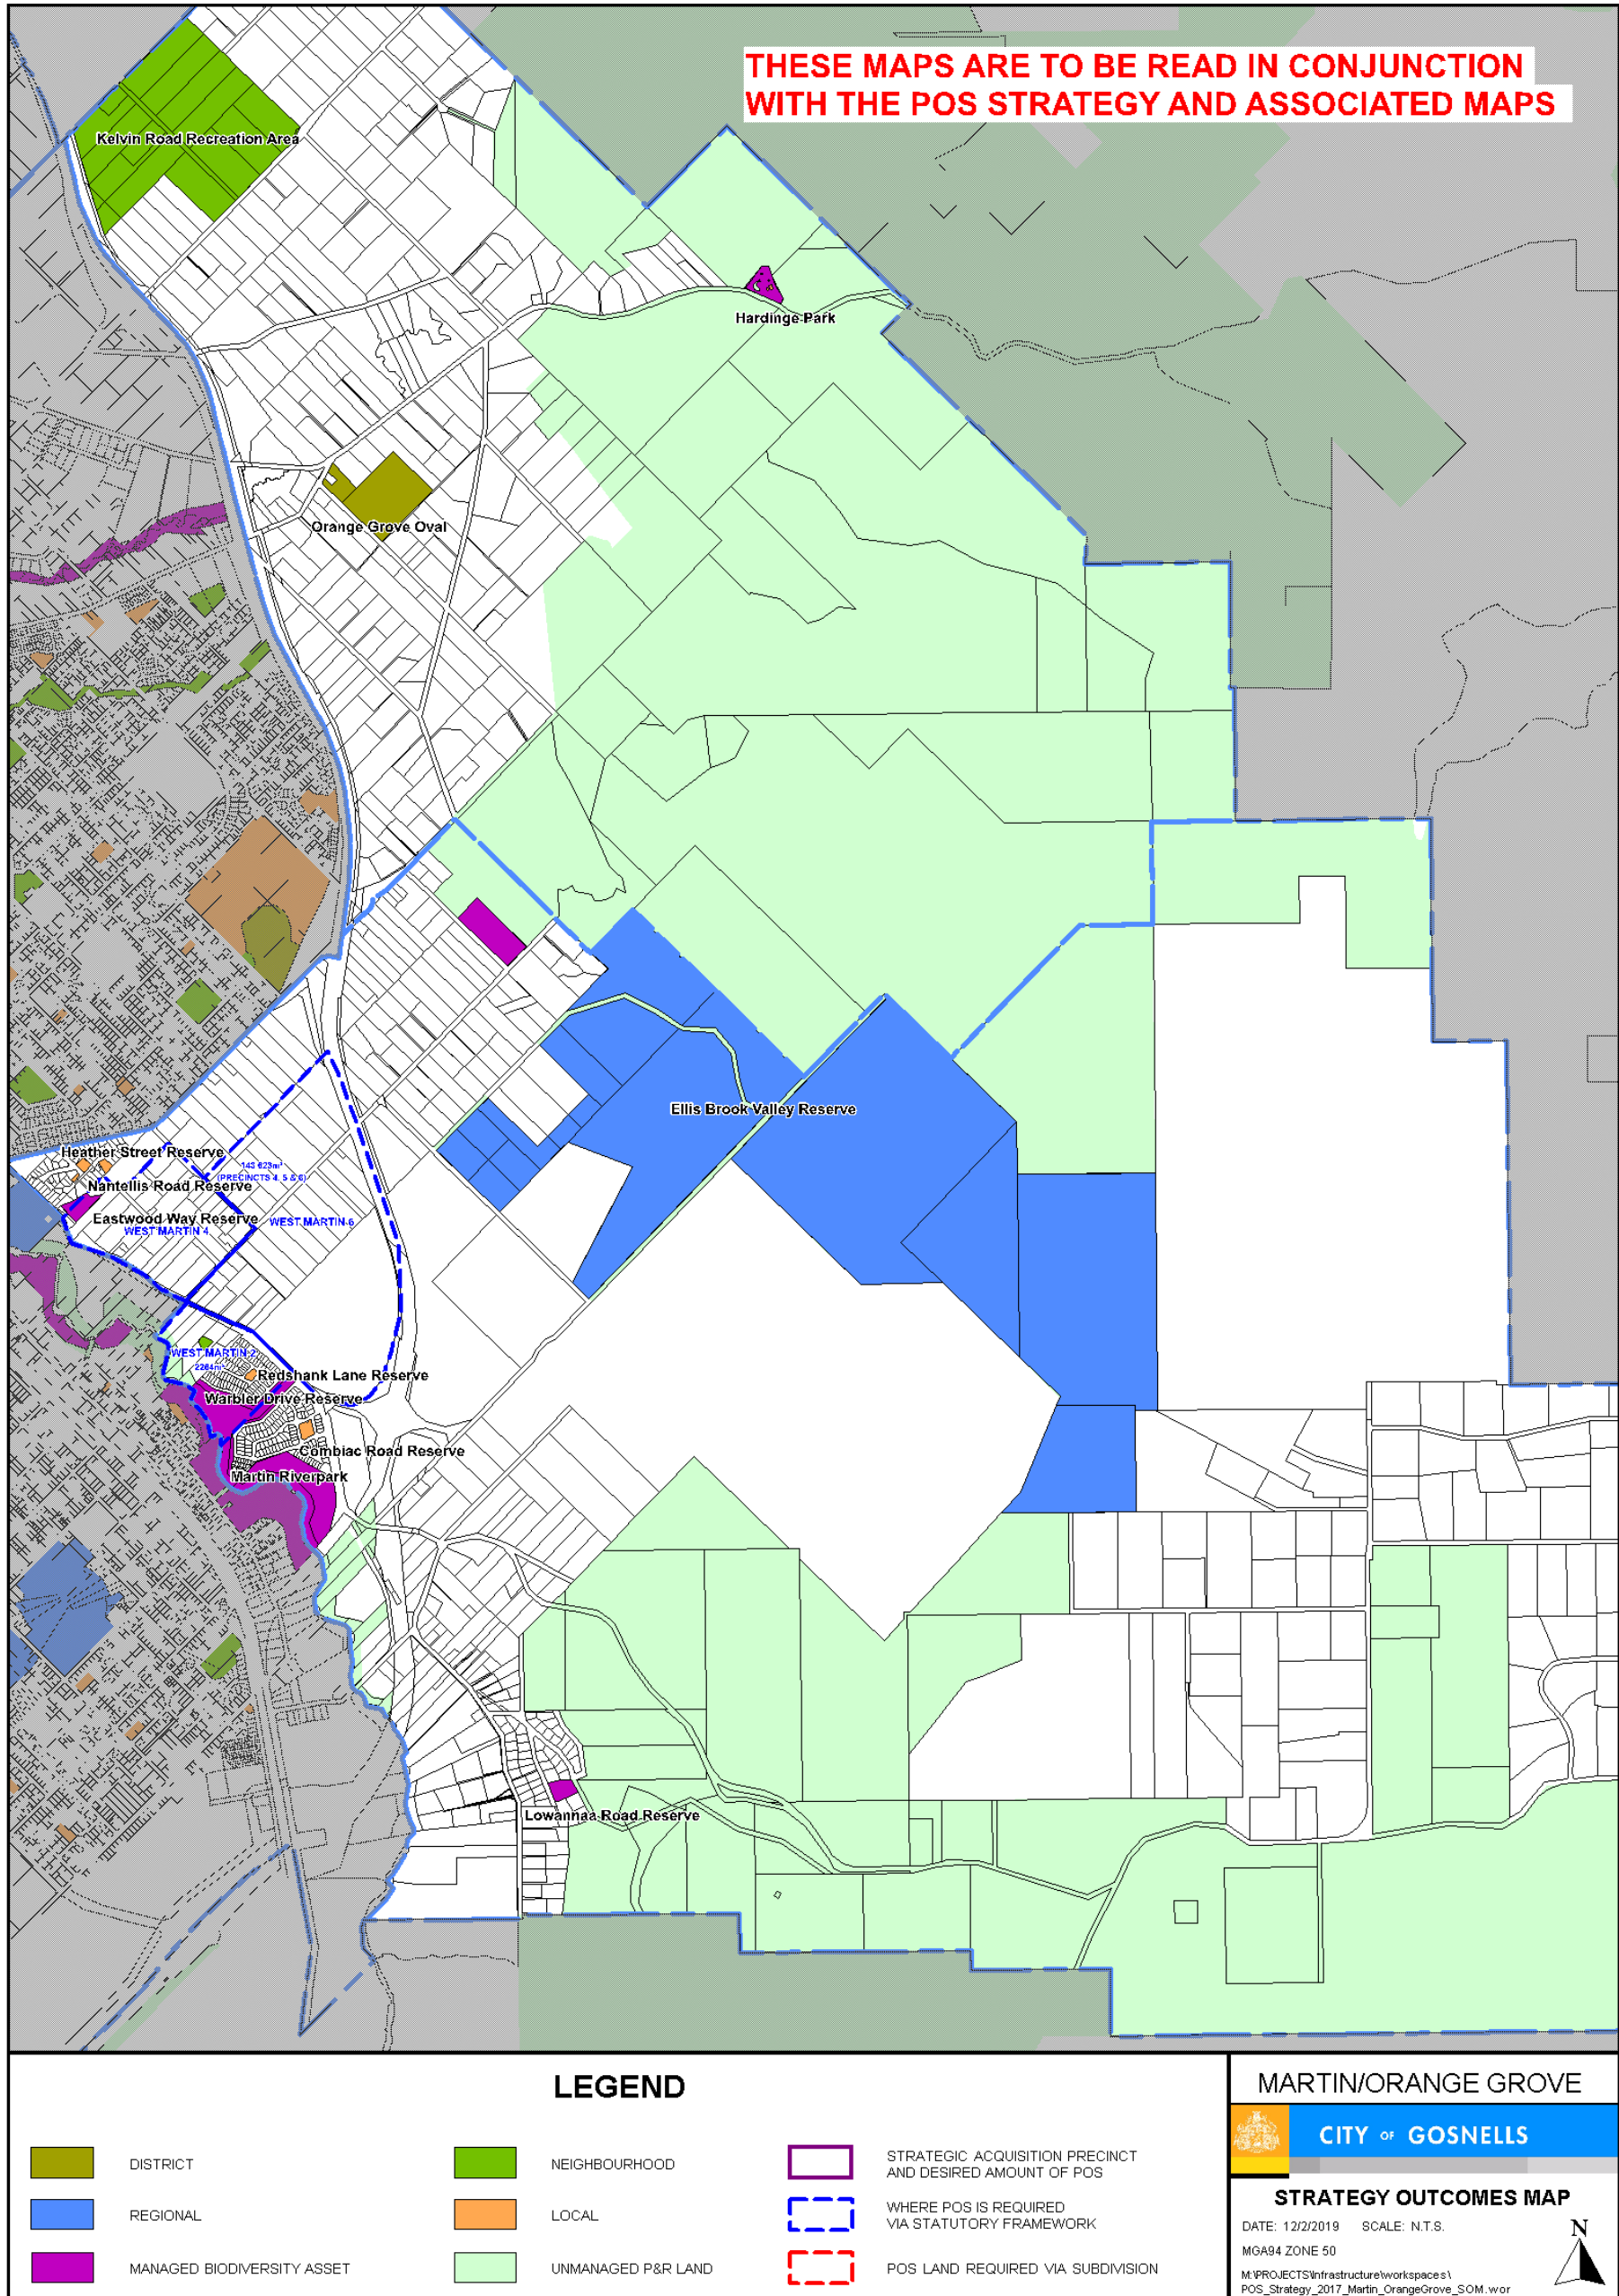 THESE MAPS ARE TO BE READ IN CONJUNCTION
WITH THE POS STRATEGY AND ASSOCIATED MAPS
Kelvin Road Recreation Area
Hardinge Park
Orange Grove Oval
Ellis Brook Valley Reserve
Heather Street Reserve
143 623m²
(PRECINCTS 4, 5 & 6)
Nantellis Road Reserve
Eastwood Way Reserve
WEST MARTIN 6
WEST MARTIN 4
WEST MARTIN 2
2264m²
Redshank Lane Reserve
Warbler Drive Reserve
Combiac Road Reserve
Martin Riverpark
Lowannaa Road Reserve
LEGEND
DISTRICT
REGIONAL
MANAGED BIODIVERSITY ASSET
NEIGHBOURHOOD
LOCAL
UNMANAGED P&R LAND
STRATEGIC ACQUISITION PRECINCT
AND DESIRED AMOUNT OF POS
WHERE POS IS REQUIRED
VIA STATUTORY FRAMEWORK
POS LAND REQUIRED VIA SUBDIVISION
MARTIN/ORANGE GROVE
CITY OF GOSNELLS
STRATEGY OUTCOMES MAP
DATE: 12/2/2019 SCALE: N.T.S.
MGA94 ZONE 50
N
M:\PROJECTS\Infrastructure\workspaces\
POS_Strategy_2017_Martin_OrangeGrove_SOM.wor